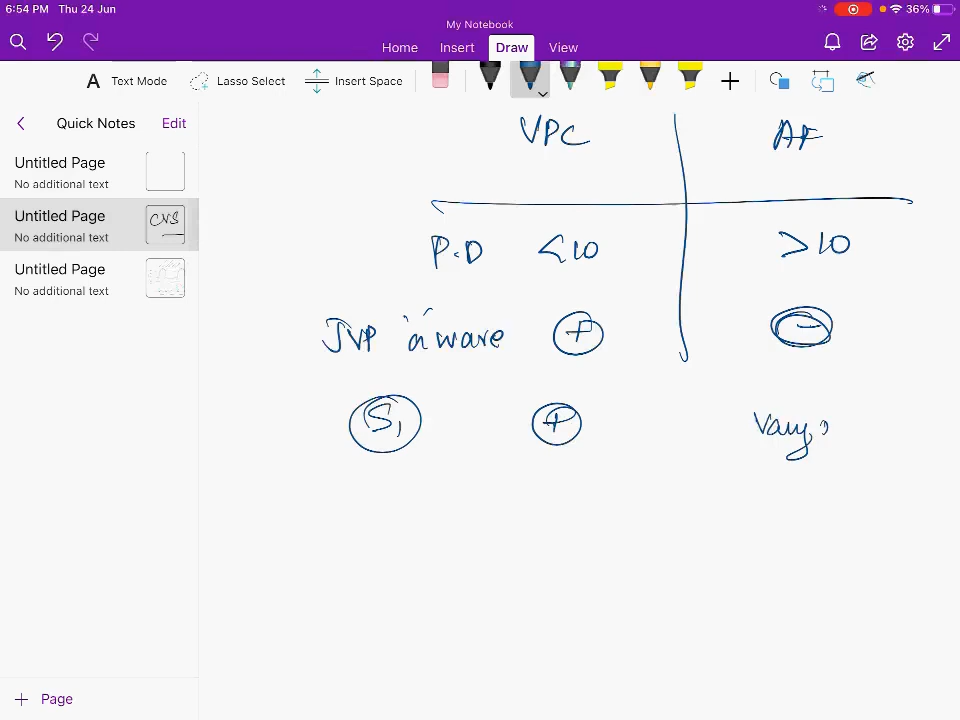 6:54 PM Thu 24 Jun 36%
My Notebook
Home Insert Draw View
Text Mode Lasso Select Insert Space
Quick Notes Edit
Untitled Page
No additional text
Untitled Page
No additional text
CNS
Untitled Page
No additional text
Page
VPC AF
P.D <10 >10
JVP "a" wave + -
S1 + Vary,